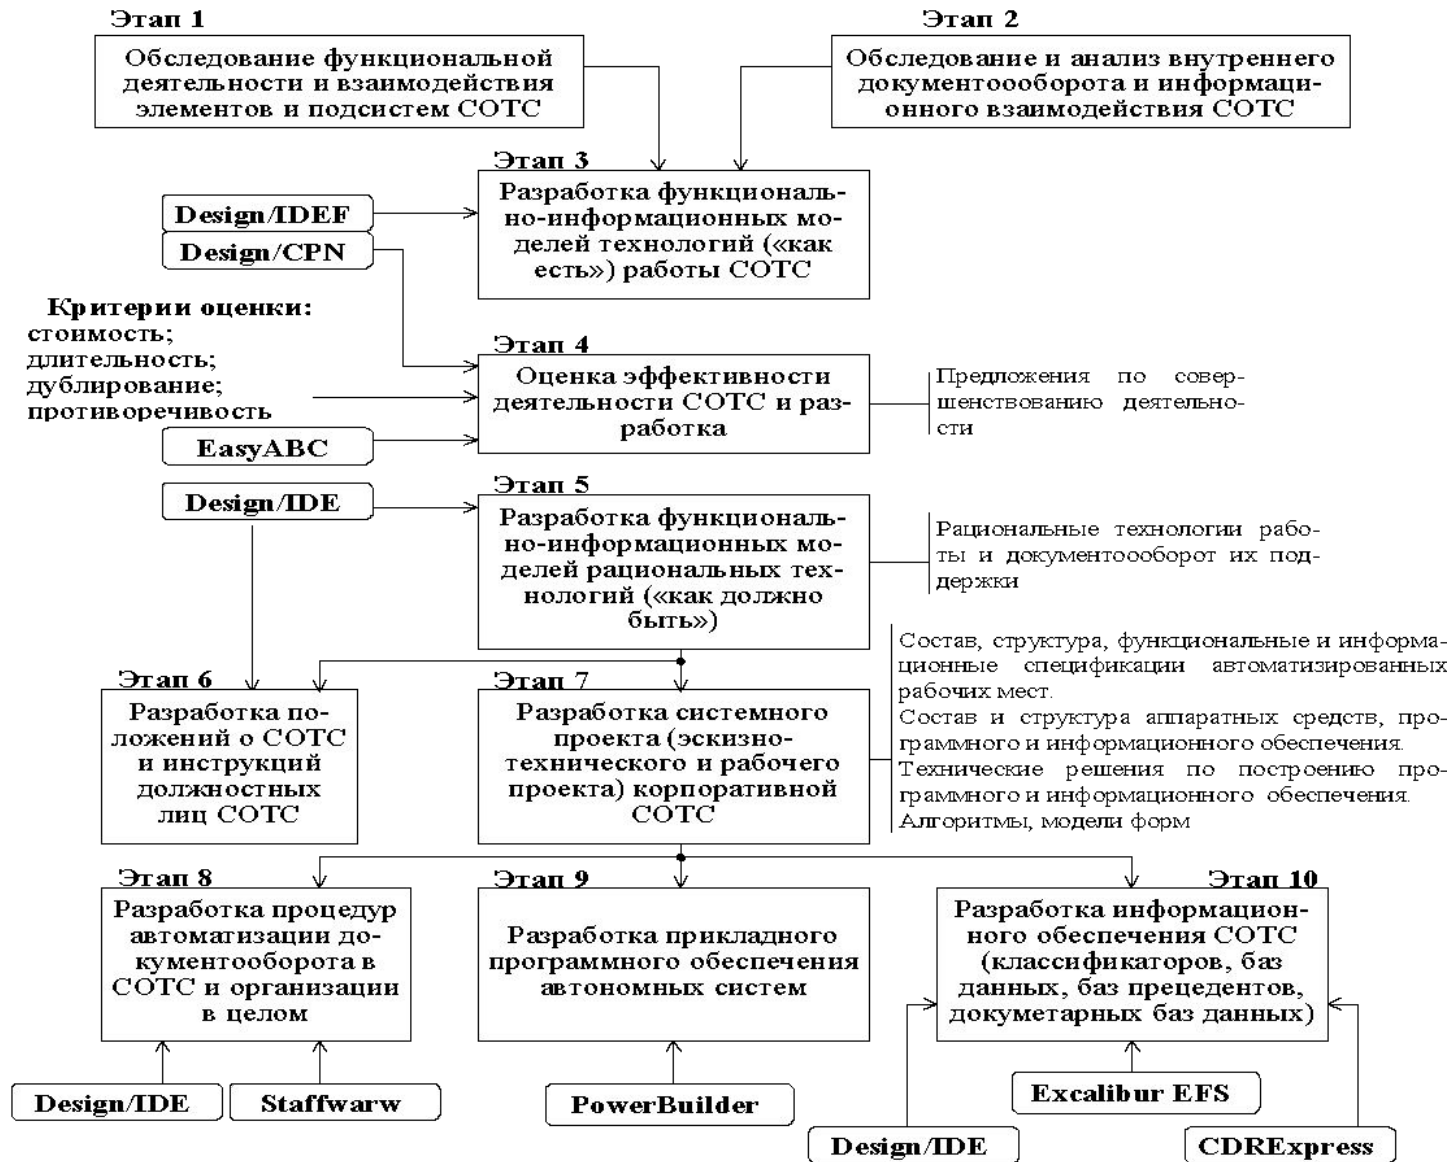 Этап 1
Обследование функциональной
деятельности и взаимодействия
элементов и подсистем СОТС
Этап 2
Обследование и анализ внутреннего
документоооборота и информаци-
онного взаимодействия СОТС
Этап 3
Разработка функциональ-
но-информационных мо-
делей технологий («как
есть») работы СОТС
Design/IDEF
Design/CPN
Критерии оценки:
стоимость;
длительность;
дублирование;
противоречивость
EasyABC
Этап 4
Оценка эффективности
деятельности СОТС и раз-
работка
Предложения по совер-
шенствованию деятельно-
сти
Design/IDE
Этап 5
Разработка функциональ-
но-информационных мо-
делей рациональных тех-
нологий («как должно
быть»)
Рациональные технологии рабо-
ты и документоооборот их под-
держки
Этап 6
Разработка по-
ложений о СОТС
и инструкций
должностных
лиц СОТС
Этап 7
Разработка системного
проекта (эскизно-
технического и рабочего
проекта) корпоративной
СОТС
Состав, структура, функциональные и информа-
ционные спецификации автоматизированных
рабочих мест.
Состав и структура аппаратных средств, про-
граммного и информационного обеспечения.
Технические решения по построению про-
граммного и информационного обеспечения.
Алгоритмы, модели форм
Этап 8
Разработка процедур
автоматизации до-
кументооборота в
СОТС и организации
в целом
Этап 9
Разработка прикладного
программного обеспечения
автономных систем
Этап 10
Разработка информацион-
ного обеспечения СОТС
(классификаторов, баз
данных, баз прецедентов,
докуметарных баз данных)
Design/IDE
Staffwarw
PowerBuilder
Excalibur EFS
Design/IDE
CDRExpress